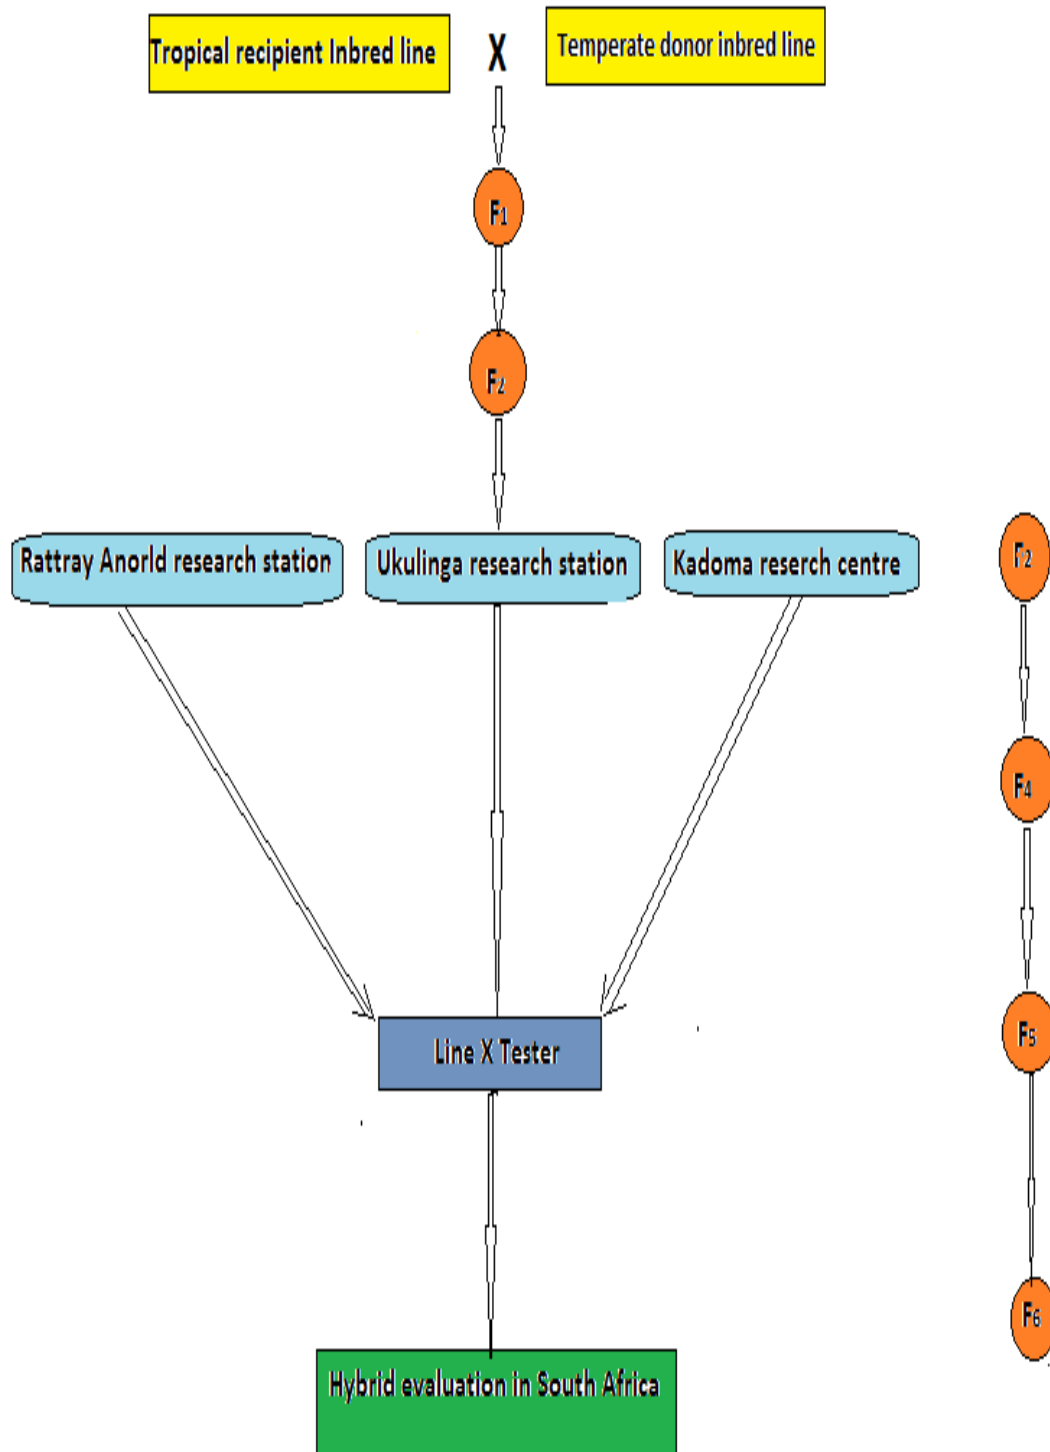 Tropical recipient Inbred line
X
Temperate donor inbred line
F1
F2
Rattray Anorld research station
Ukulinga research station
Kadoma reserch centre
F2
F4
F5
Line X Tester
F6
Hybrid evaluation in South Africa